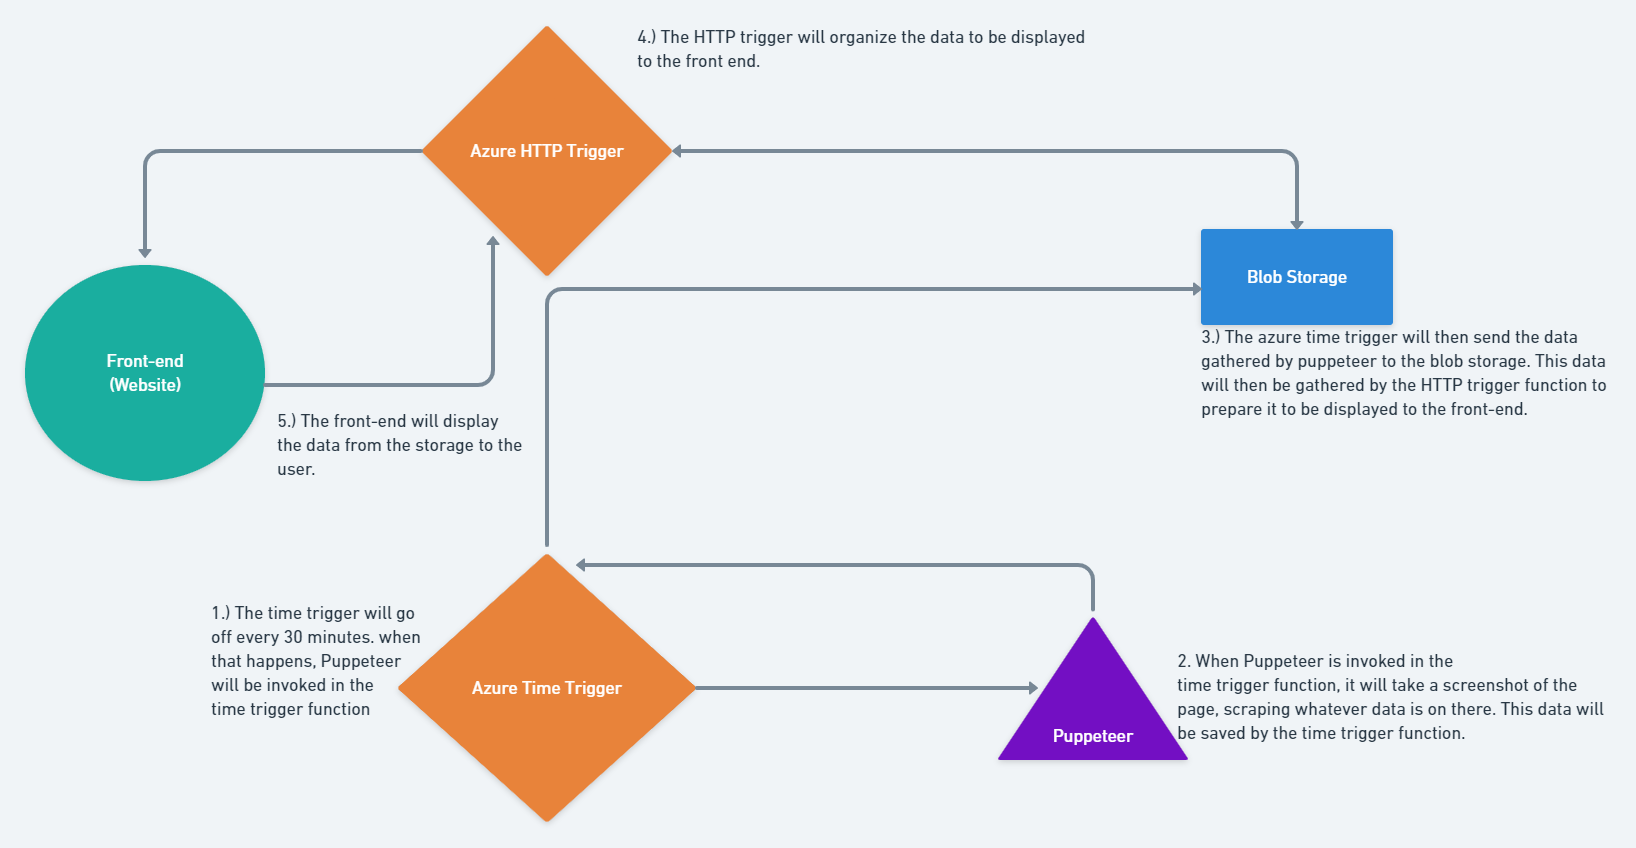 4.) The HTTP trigger will organize the data to be displayed
to the front end.
Azure HTTP Trigger
Blob Storage
3.) The azure time trigger will then send the data
gathered by puppeteer to the blob storage. This data
will then be gathered by the HTTP trigger function to
prepare it to be displayed to the front-end.
Front-end
(Website)
5.) The front-end will display
the data from the storage to the
user.
1.) The time trigger will go
off every 30 minutes. when
that happens, Puppeteer
will be invoked in the
time trigger function
Azure Time Trigger
Puppeteer
2. When Puppeteer is invoked in the
time trigger function, it will take a screenshot of the
page, scraping whatever data is on there. This data will
be saved by the time trigger function.